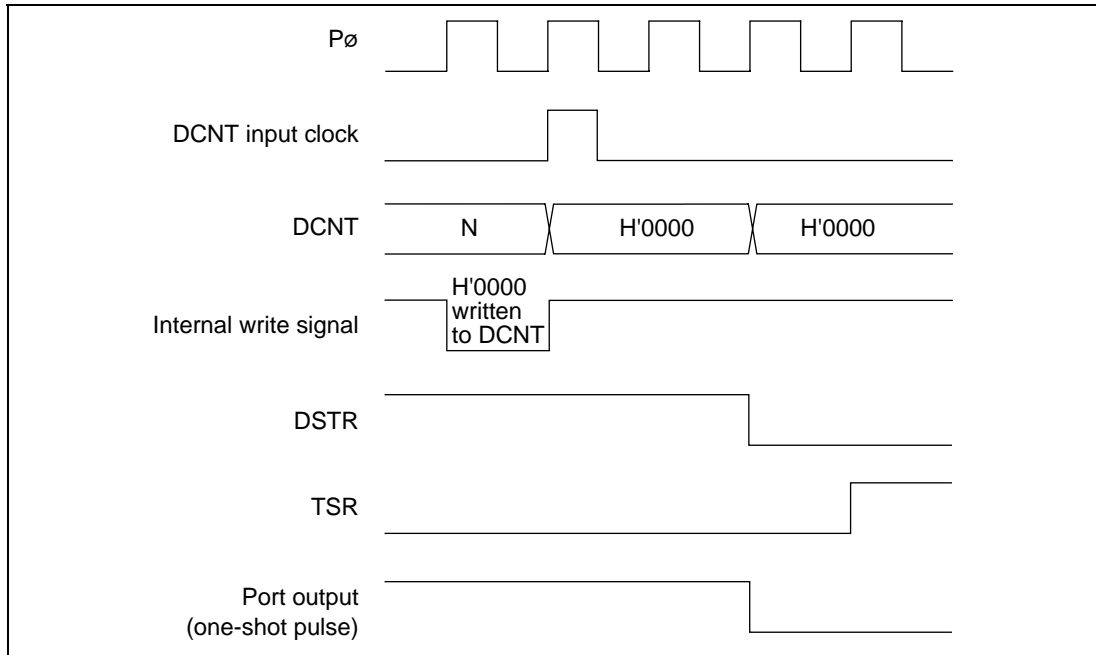 Pø
DCNT input clock
DCNT
N
H'0000
H'0000
Internal write signal
H'0000
written
to DCNT
DSTR
TSR
Port output
(one-shot pulse)